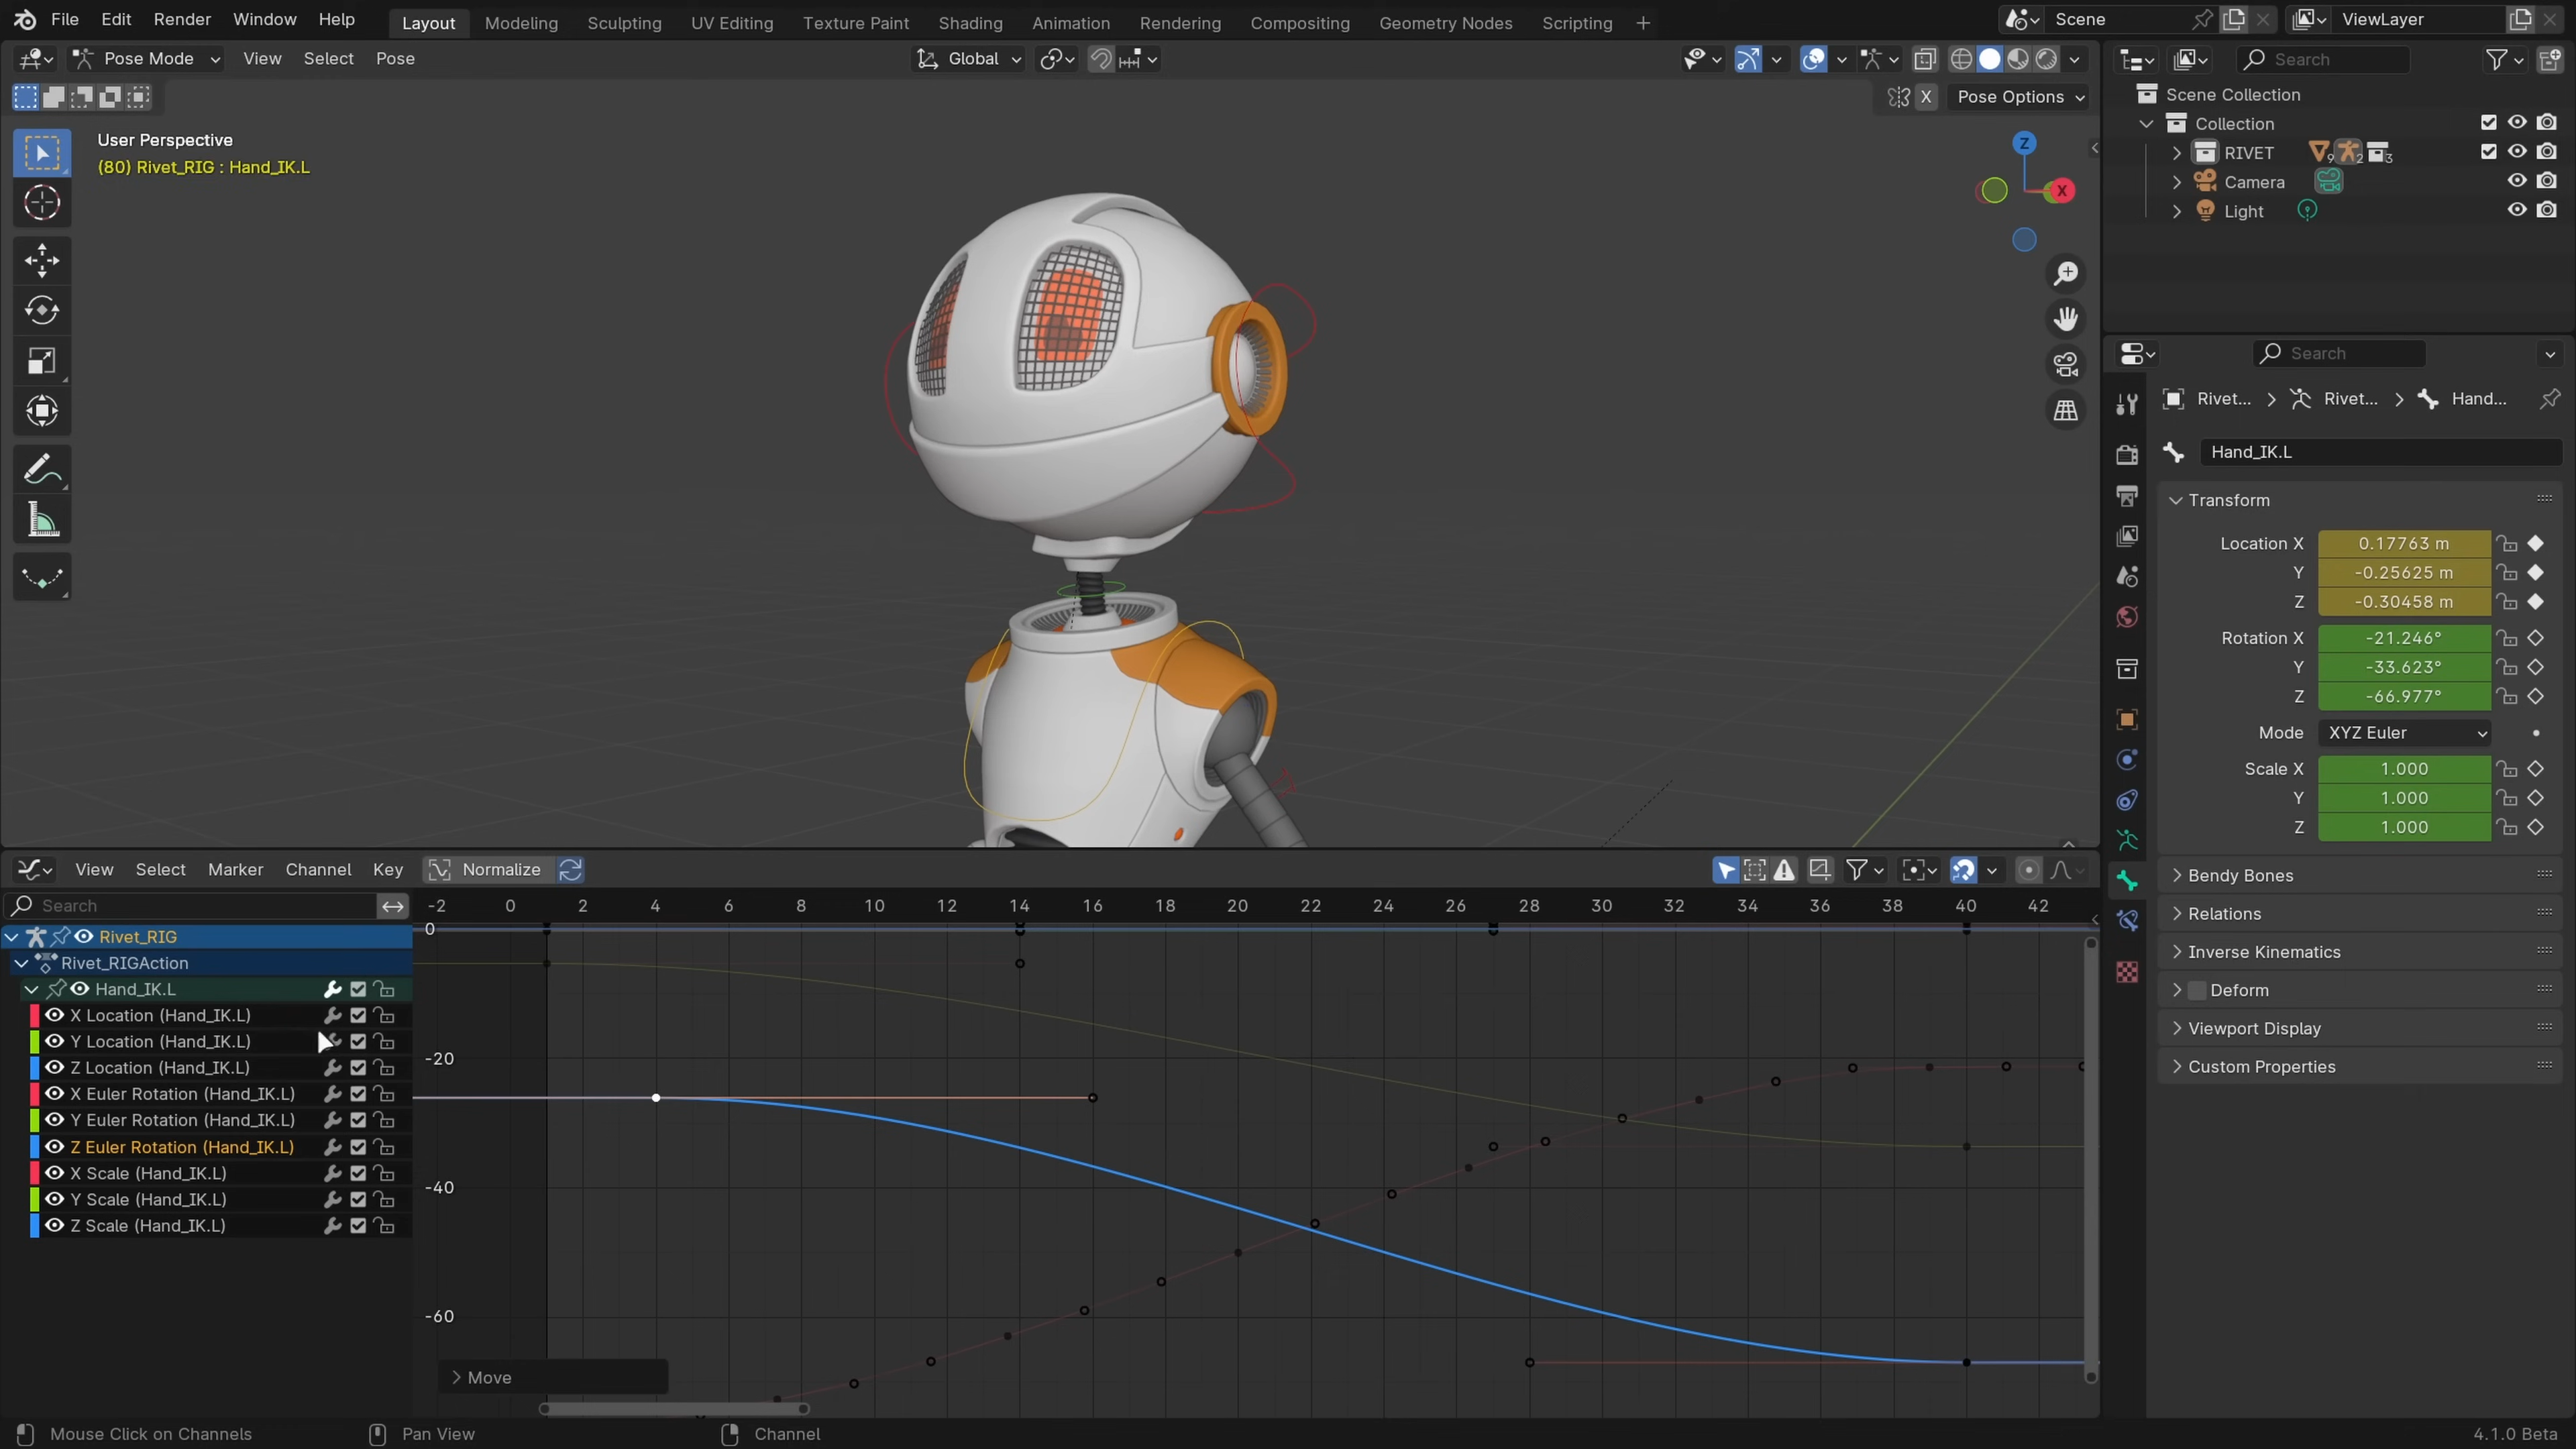 File Edit Render Window Help Layout Modeling Sculpting UV Editing Texture Paint Shading Animation Rendering Compositing Geometry Nodes Scripting + Scene ViewLayer
Pose Mode View Select Pose Global Search
X Pose Options
User Perspective
(80) Rivet_RIG : Hand_IK.L
Z
X
Scene Collection
Collection
RIVET 9 2 3
Camera
Light
Search
Rivet... Rivet... Hand...
Hand_IK.L
Transform
Location X 0.17763 m
Y -0.25625 m
Z -0.30458 m
Rotation X -21.246°
Y -33.623°
Z -66.977°
Mode XYZ Euler
Scale X 1.000
Y 1.000
Z 1.000
Bendy Bones
Relations
Inverse Kinematics
Deform
Viewport Display
Custom Properties
View Select Marker Channel Key Normalize
Search
-2 0 2 4 6 8 10 12 14 16 18 20 22 24 26 28 30 32 34 36 38 40 42
Rivet_RIG
Rivet_RIGAction
Hand_IK.L
X Location (Hand_IK.L)
Y Location (Hand_IK.L)
Z Location (Hand_IK.L)
X Euler Rotation (Hand_IK.L)
Y Euler Rotation (Hand_IK.L)
Z Euler Rotation (Hand_IK.L)
X Scale (Hand_IK.L)
Y Scale (Hand_IK.L)
Z Scale (Hand_IK.L)
0
-20
-40
-60
Move
Mouse Click on Channels Pan View Channel 4.1.0 Beta